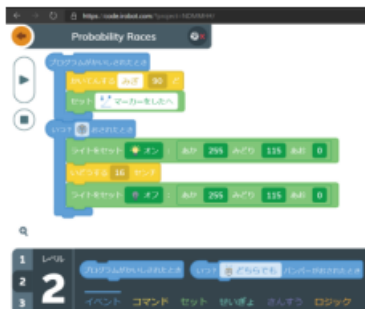 https://code.irobot.com/
Probability Races
プログラムがかいしされたとき
かいてんする みぎ 90 ど
セット マーカーをしたへ
いつ? おされたとき
ライトをセット オン あか 255 みどり 115 あお 0
いどうする 16 センチ
ライトをセット オフ あか 255 みどり 115 あお 0
1 レベル
2
3
2
プログラムがかいしされたとき いつ? どちらでも バンパーがおされたとき
イベント コマンド セット せいぎょ さんすう ロジック